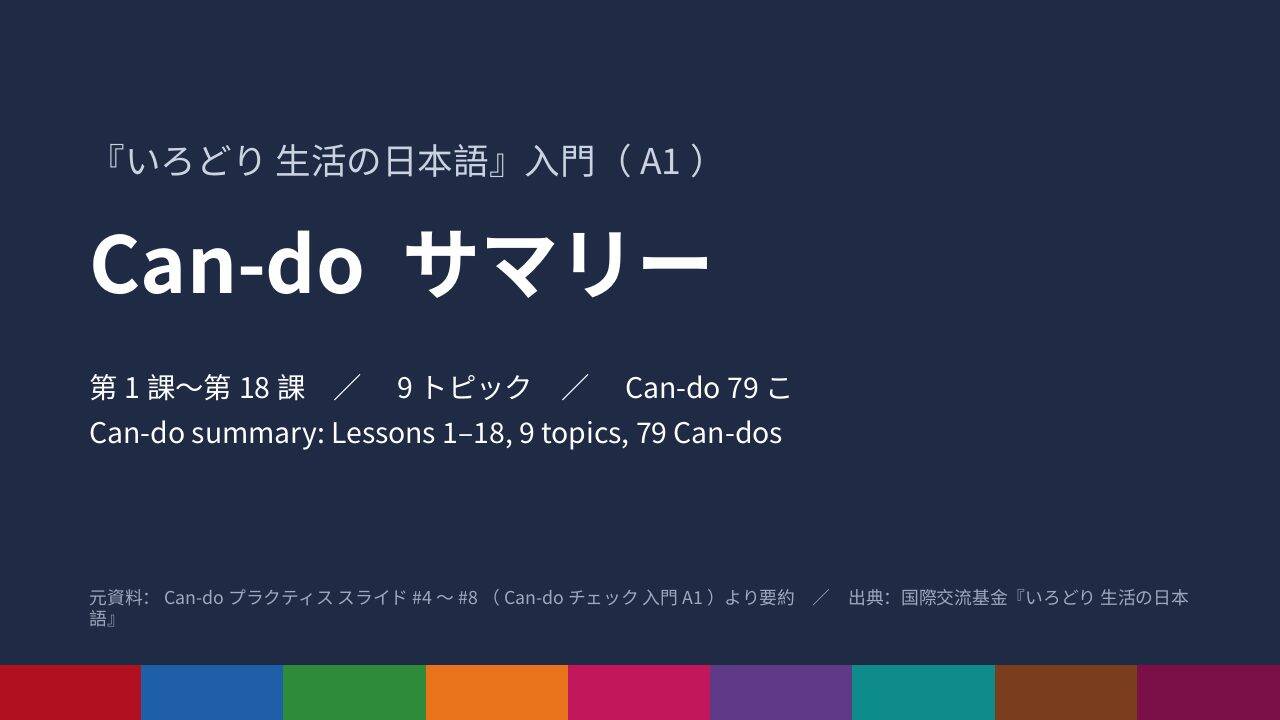 『いろどり 生活の日本語』入門（ A1 ）
Can-do サマリー
第 1 課～第 18 課　／　9 トピック　／　Can-do 79 こ
Can-do summary: Lessons 1–18, 9 topics, 79 Can-dos
元資料： Can-do プラクティス スライド #4 ～ #8 （ Can-do チェック 入門 A1 ）より要約　／　出典：国際交流基金『いろどり 生活の日本
語』